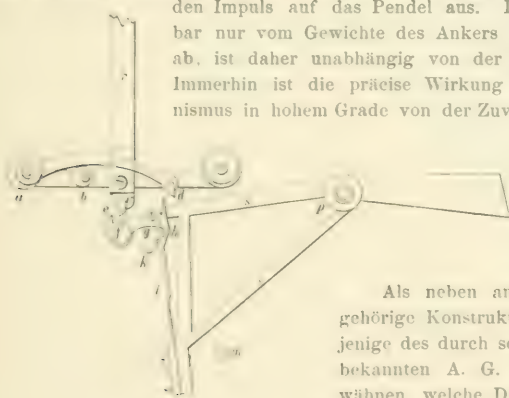 den Impuls auf das Pendel aus.
bar nur vom Gewichte des Ankers
ab, ist daher unabhängig von der
Immerhin ist die präcise Wirkung
nismus in hohem Grade von der Zuv
a b d
p
g h
k
i
Als neben an
gehörige Konstruk
jenige des durch s
bekannten A. G.
wähnen, welche D